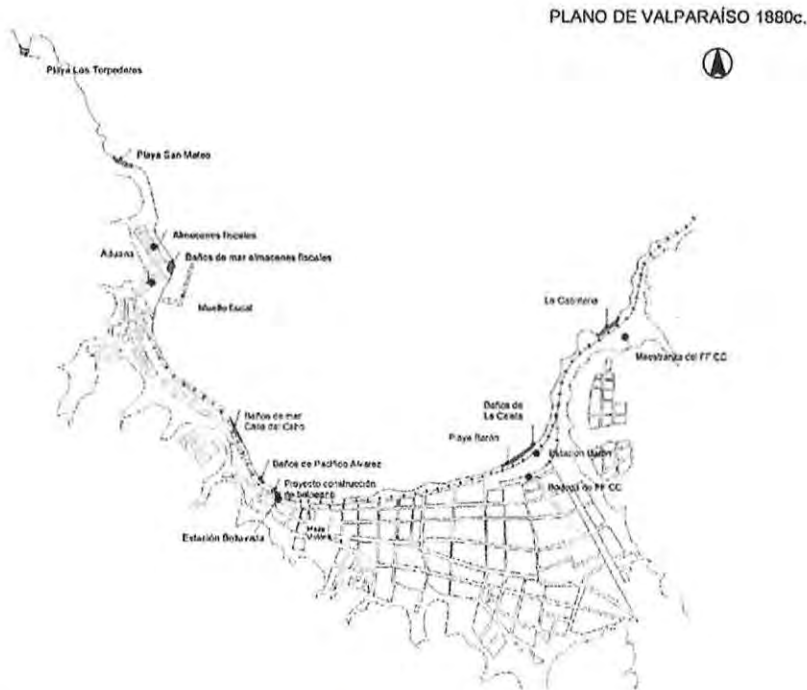 PLANO DE VALPARAÍSO 1880c.
Playa Los Torpederos
Playa San Mateo
Almacenes fiscales
Aduana
Baños de mar almacenes fiscales
Muelle fiscal
La Cabritería
Maestranza del FF CC
Baños de mar
Casa del Cabo
Baños de
La Caleta
Playa Barón
Estación Barón
Baños de Pacífico Alvarez
Bodega de FF CC
Proyecto construcción
de balneario
Estación Bellavista